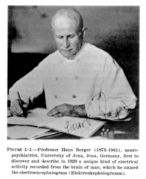 FIGURE 1-1.—Professor Hans Berger (1873-1941), neuro-
psychiatrist, University of Jena, Jena, Germany, first to
discover and describe in 1929 a unique kind of electrical
activity recorded from the brain of man, which he named
the electroencephalogram (Elektrenkephalogramm).